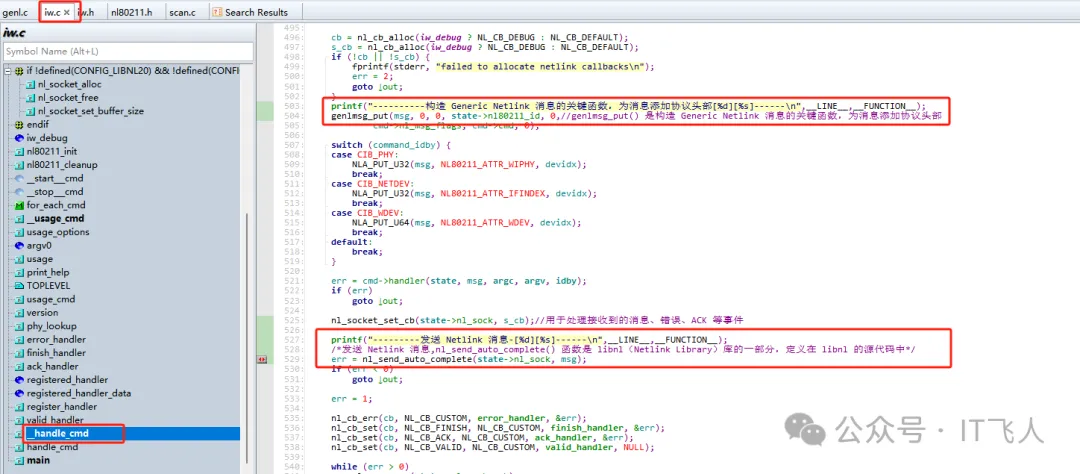 genl.c
iw.c
iw.h
nl80211.h
scan.c
Search Results
iw.c
Symbol Name (Alt+L)
if !defined(CONFIG_LIBNL20) && !defined(CONFI
nl_socket_alloc
nl_socket_free
nl_socket_set_buffer_size
endif
iw_debug
nl80211_init
nl80211_cleanup
__start___cmd
__stop___cmd
for_each_cmd
__usage_cmd
usage_options
argv0
usage
print_help
TOPLEVEL
usage_cmd
version
phy_lookup
error_handler
finish_handler
ack_handler
registered_handler
registered_handler_data
register_handler
valid_handler
__handle_cmd
handle_cmd
main
495:
496: cb = nl_cb_alloc(iw_debug ? NL_CB_DEBUG : NL_CB_DEFAULT);
497: s_cb = nl_cb_alloc(iw_debug ? NL_CB_DEBUG : NL_CB_DEFAULT);
498: if (!cb || !s_cb) {
499: fprintf(stderr, "failed to allocate netlink callbacks\n");
500: err = 2;
501: goto ↓out;
502: }
503: printf("----------构造 Generic Netlink 消息的关键函数，为消息添加协议头部[%d][%s]------\n",__LINE__,__FUNCTION__);
504: genlmsg_put(msg, 0, 0, state->nl80211_id, 0,//genlmsg_put() 是构造 Generic Netlink 消息的关键函数，为消息添加协议头部
505: cmd->nl_msg_flags, cmd->cmd, 0);
506:
507: switch (command_idby) {
508: case CIB_PHY:
509: NLA_PUT_U32(msg, NL80211_ATTR_WIPHY, devidx);
510: break;
511: case CIB_NETDEV:
512: NLA_PUT_U32(msg, NL80211_ATTR_IFINDEX, devidx);
513: break;
514: case CIB_WDEV:
515: NLA_PUT_U64(msg, NL80211_ATTR_WDEV, devidx);
516: break;
517: default:
518: break;
519: }
520:
521: err = cmd->handler(state, msg, argc, argv, idby);
522: if (err)
523: goto ↓out;
524:
525: nl_socket_set_cb(state->nl_sock, s_cb);//用于处理接收到的消息、错误、ACK 等事件
526:
527: printf("---------发送 Netlink 消息-[%d][%s]------\n",__LINE__,__FUNCTION__);
528: /*发送 Netlink 消息,nl_send_auto_complete() 函数是 libnl（Netlink Library）库的一部分，定义在 libnl 的源代码中*/
529: err = nl_send_auto_complete(state->nl_sock, msg);
530: if (err < 0)
531: goto ↓out;
532:
533: err = 1;
534:
535: nl_cb_err(cb, NL_CB_CUSTOM, error_handler, &err);
536: nl_cb_set(cb, NL_CB_FINISH, NL_CB_CUSTOM, finish_handler, &err);
537: nl_cb_set(cb, NL_CB_ACK, NL_CB_CUSTOM, ack_handler, &err);
538: nl_cb_set(cb, NL_CB_VALID, NL_CB_CUSTOM, valid_handler, NULL);
539:
540: while (err > 0)
公众号 · IT飞人